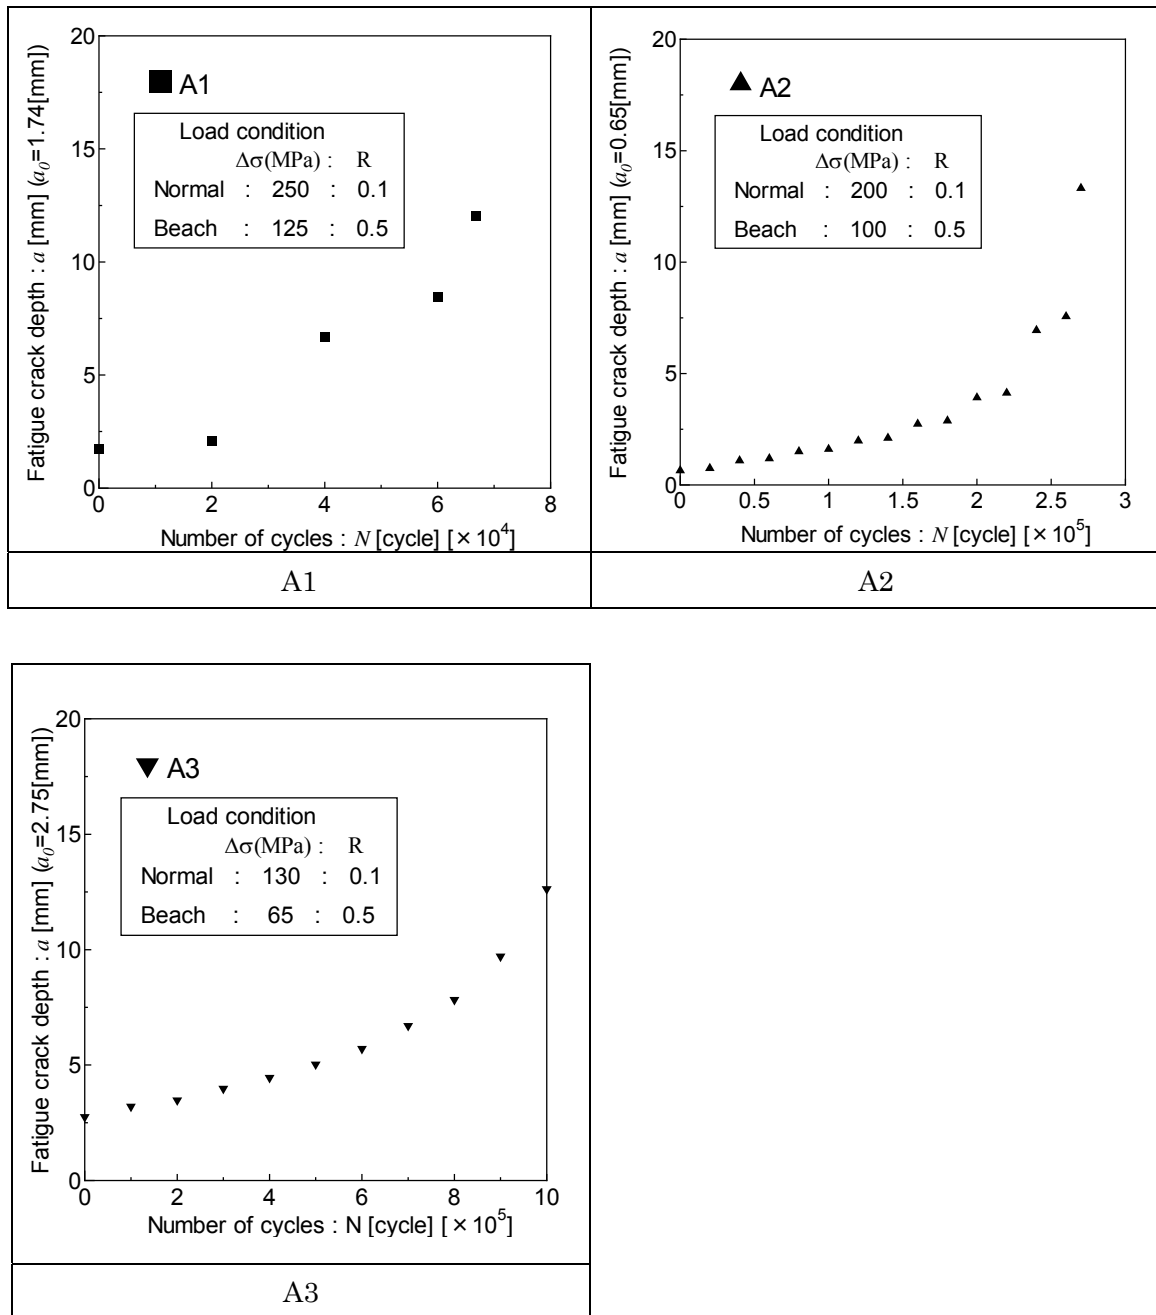 20
15
10
5
0
Fatigue crack depth : a [mm] (a0=1.74[mm])
A1
Load condition
Δσ(MPa) : R
Normal : 250 : 0.1
Beach : 125 : 0.5
0 2 4 6 8
Number of cycles : N [cycle] [×10^4]
A1
20
15
10
5
0
Fatigue crack depth : a [mm] (a0=0.65[mm])
A2
Load condition
Δσ(MPa) : R
Normal : 200 : 0.1
Beach : 100 : 0.5
0 0.5 1 1.5 2 2.5 3
Number of cycles : N [cycle] [×10^5]
A2
20
15
10
5
0
Fatigue crack depth : a [mm] (a0=2.75[mm])
A3
Load condition
Δσ(MPa) : R
Normal : 130 : 0.1
Beach : 65 : 0.5
0 2 4 6 8 10
Number of cycles : N [cycle] [×10^5]
A3